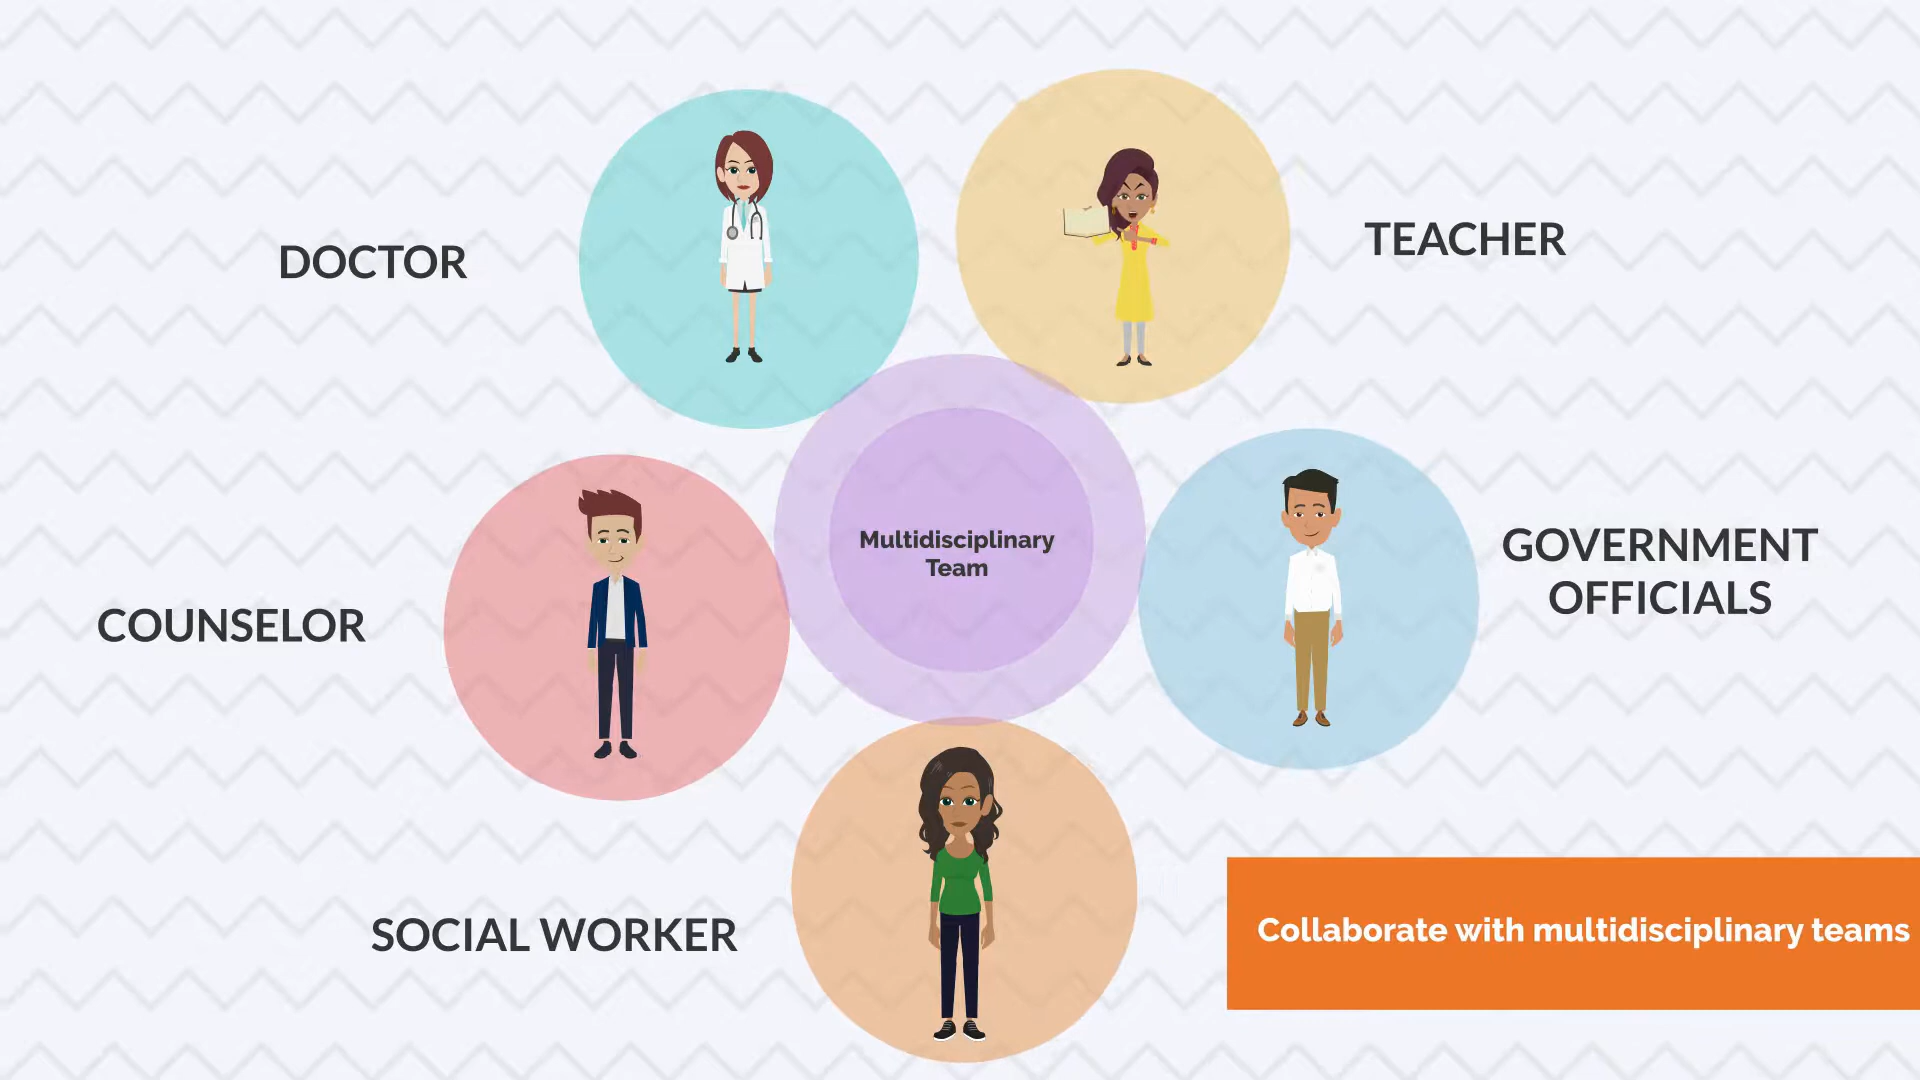 DOCTOR
TEACHER
Multidisciplinary
Team
GOVERNMENT
OFFICIALS
COUNSELOR
SOCIAL WORKER
Collaborate with multidisciplinary teams